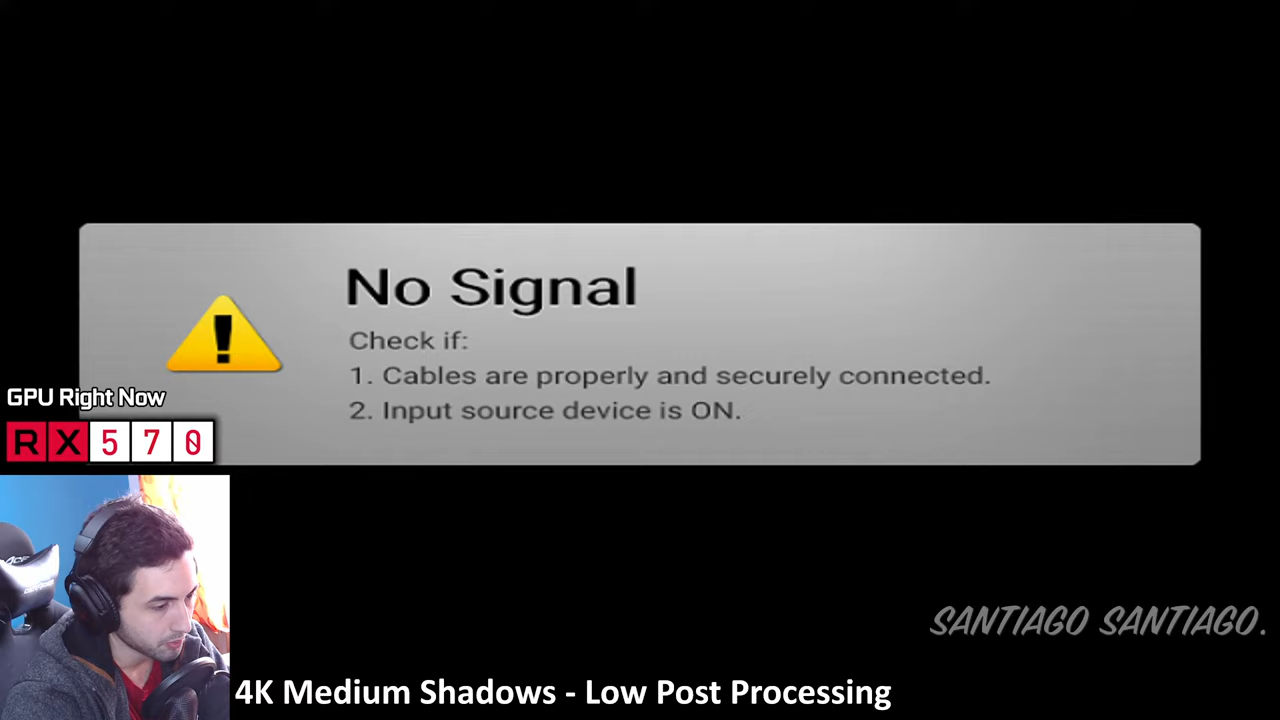 No Signal
Check if:
1. Cables are properly and securely connected.
2. Input source device is ON.
GPU Right Now
RX570
SANTIAGO SANTIAGO.
4K Medium Shadows - Low Post Processing